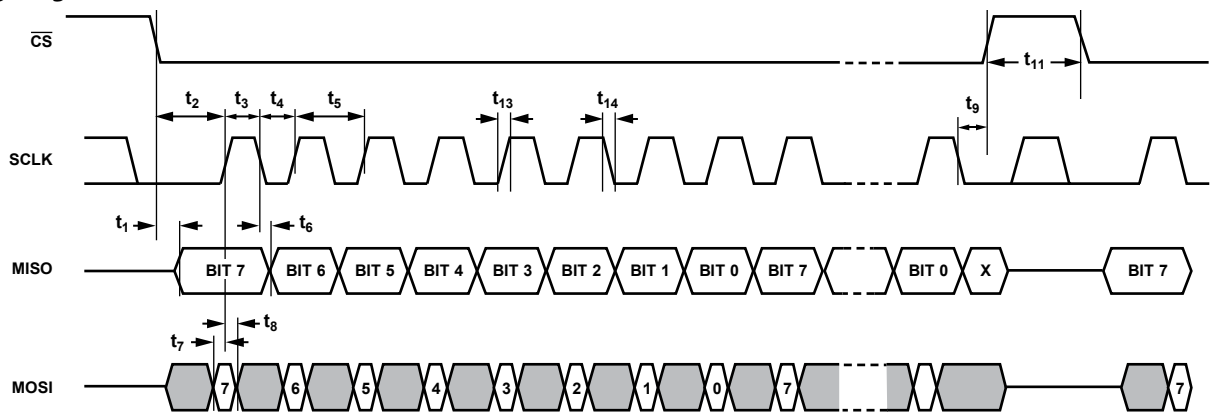 CS
t11
t2 t3 t4 t5 t13 t14 t9
SCLK
t1 t6
MISO BIT 7 BIT 6 BIT 5 BIT 4 BIT 3 BIT 2 BIT 1 BIT 0 BIT 7 BIT 0 X BIT 7
t8
t7
MOSI 7 6 5 4 3 2 1 0 7 7